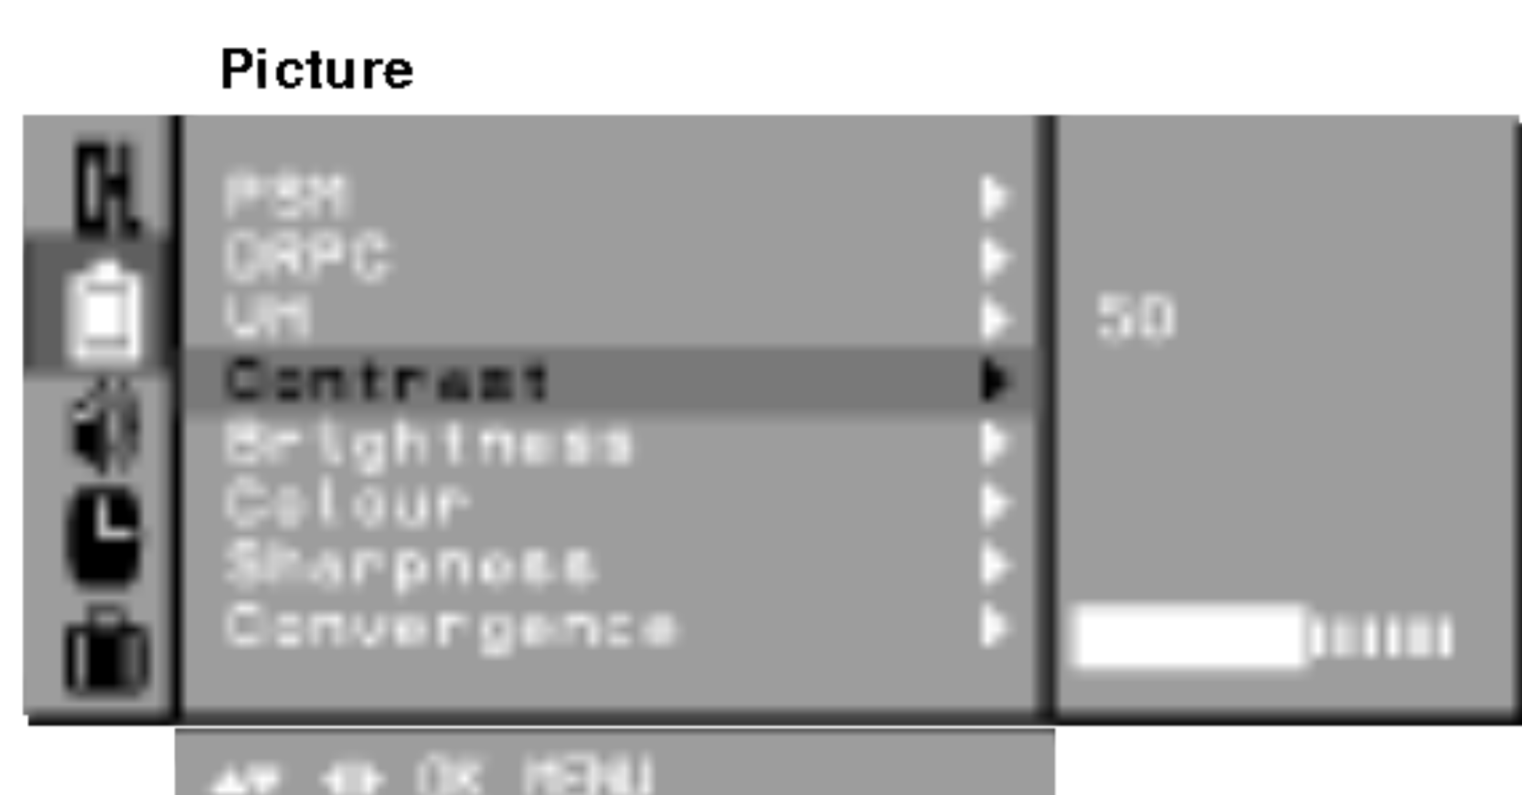 Picture
PSM
DRPC
VM
50
Contrast
Brightness
Colour
Sharpness
Convergence
OK MENU